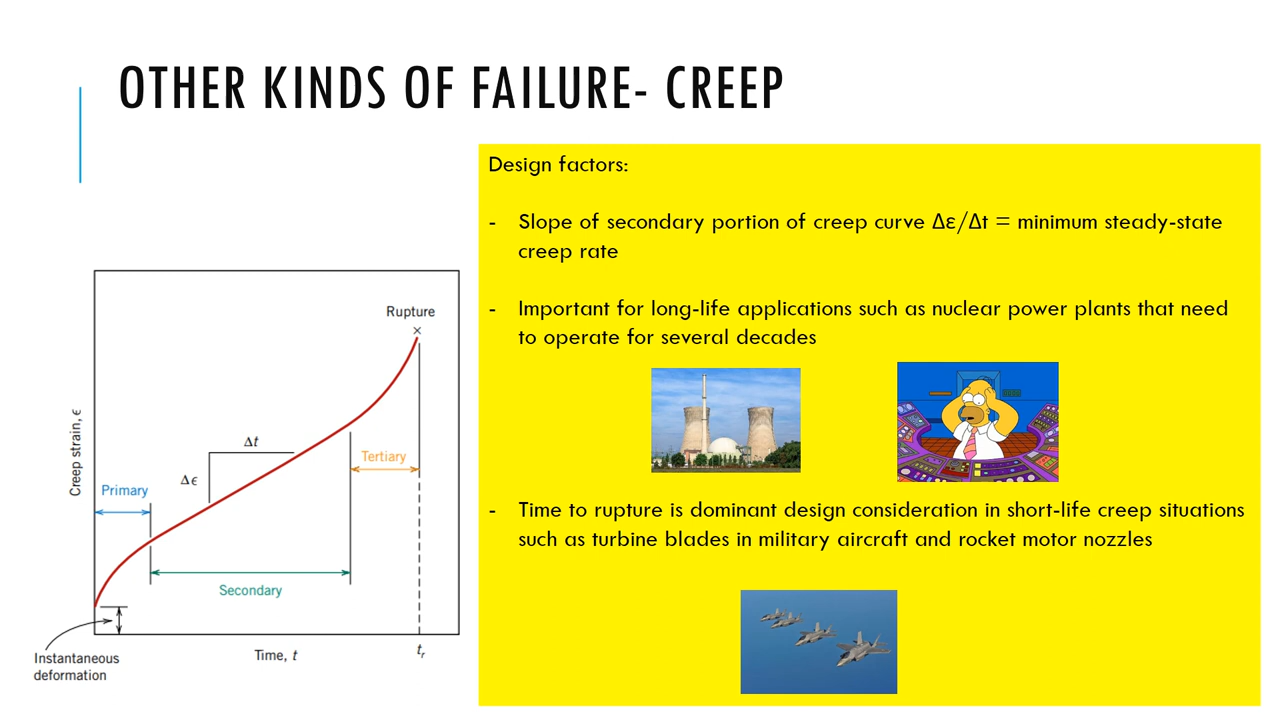 OTHER KINDS OF FAILURE- CREEP
Design factors:
- Slope of secondary portion of creep curve Δε/Δt = minimum steady-state
creep rate
- Important for long-life applications such as nuclear power plants that need
to operate for several decades
- Time to rupture is dominant design consideration in short-life creep situations
such as turbine blades in military aircraft and rocket motor nozzles
Rupture
×
Creep strain, ϵ
Δt
Δϵ
Tertiary
Primary
Secondary
Instantaneous
deformation
Time, t
tᵣ